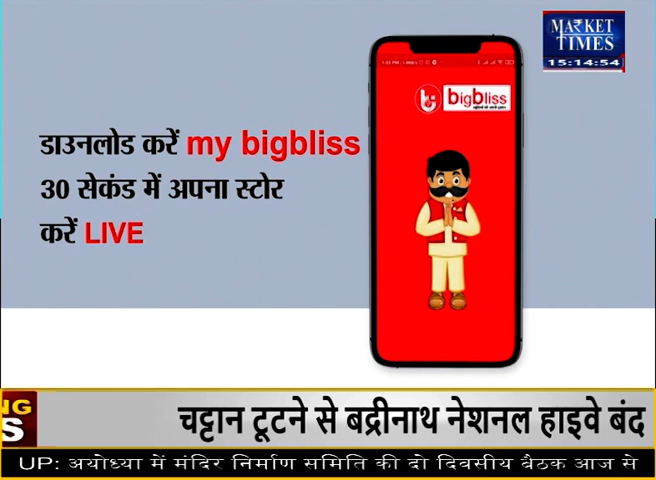 MARKET
TIMES
15:14:54
bigbliss
डाउनलोड करें my bigbliss
30 सेकंड में अपना स्टोर
करें LIVE
NG
S
चट्टान टूटने से बद्रीनाथ नेशनल हाइवे बंद
UP: अयोध्या में मंदिर निर्माण समिति की दो दिवसीय बैठक आज से